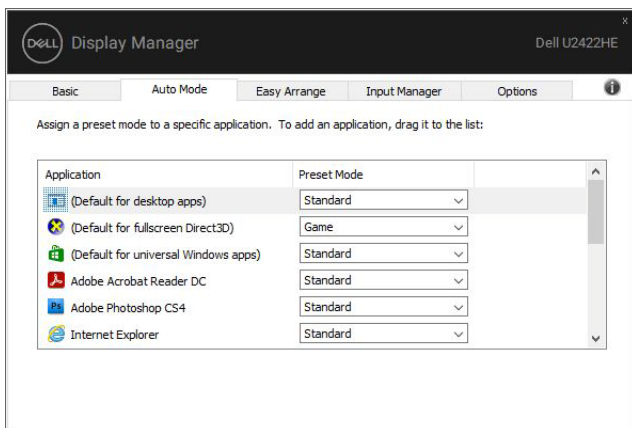 DELL Display Manager Dell U2422HE
x
Basic Auto Mode Easy Arrange Input Manager Options i
Assign a preset mode to a specific application. To add an application, drag it to the list:
Application Preset Mode
(Default for desktop apps) Standard
(Default for fullscreen Direct3D) Game
(Default for universal Windows apps) Standard
Adobe Acrobat Reader DC Standard
Ps Adobe Photoshop CS4 Standard
Internet Explorer Standard